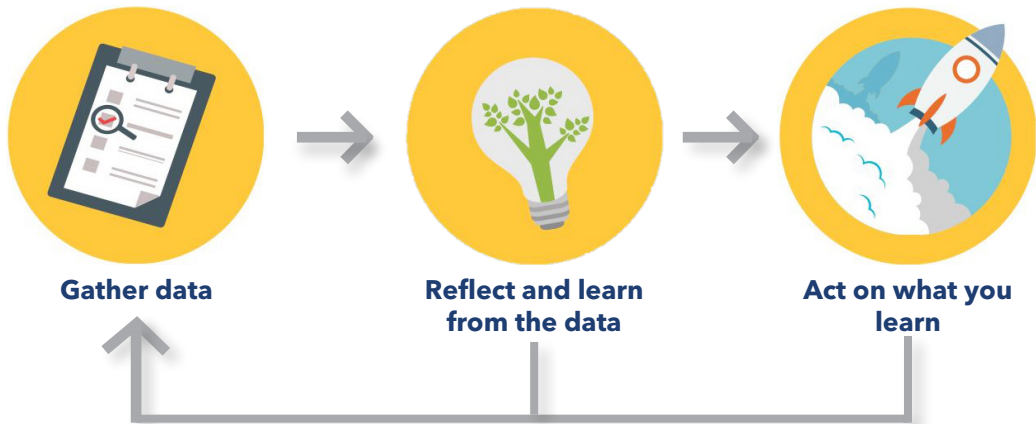 Gather data
Reflect and learn
from the data
Act on what you
learn